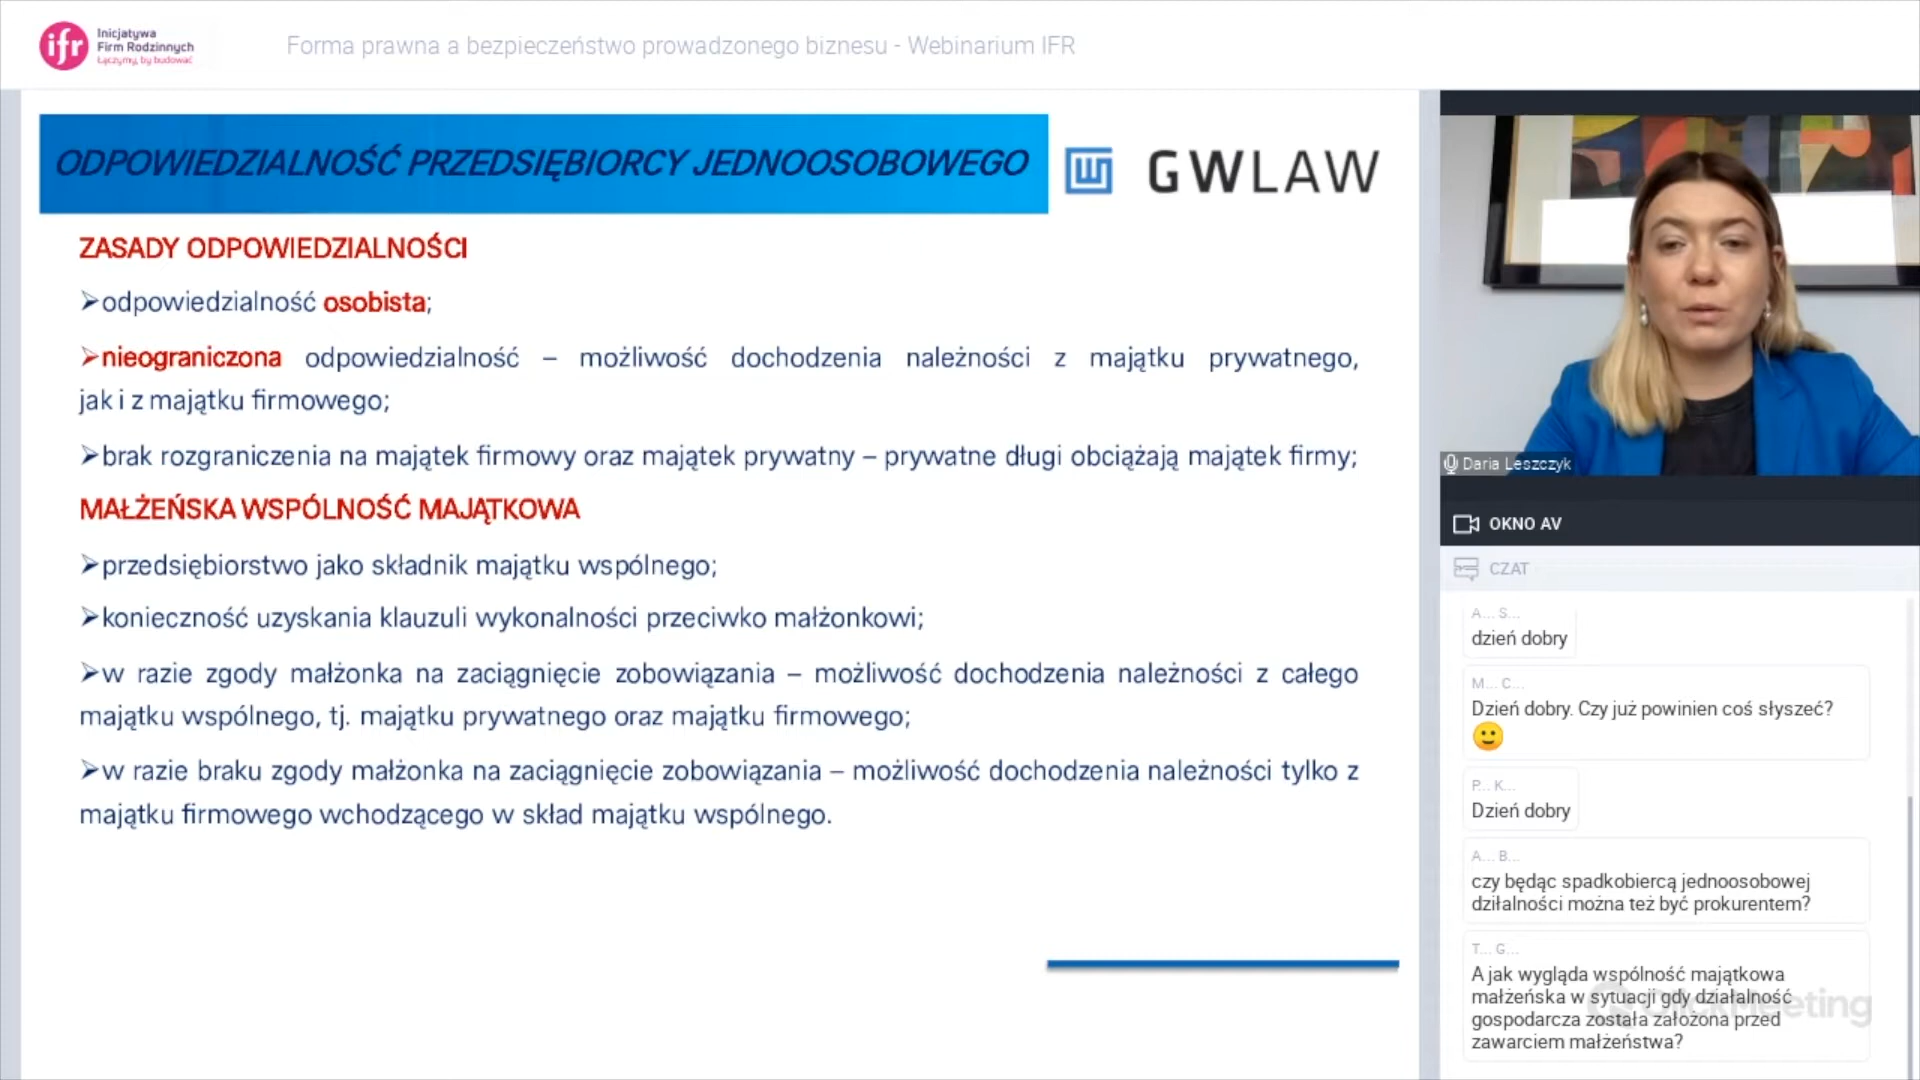 ifr
Inicjatywa
Firm Rodzinnych
Łączymy, by budować
Forma prawna a bezpieczeństwo prowadzonego biznesu - Webinarium IFR
ODPOWIEDZIALNOŚĆ PRZEDSIĘBIORCY JEDNOOSOBOWEGO
GWLAW
ZASADY ODPOWIEDZIALNOŚCI
➢odpowiedzialność osobista;
➢nieograniczona odpowiedzialność – możliwość dochodzenia należności z majątku prywatnego,
jak i z majątku firmowego;
➢brak rozgraniczenia na majątek firmowy oraz majątek prywatny – prywatne długi obciążają majątek firmy;
MAŁŻEŃSKA WSPÓLNOŚĆ MAJĄTKOWA
➢przedsiębiorstwo jako składnik majątku wspólnego;
➢konieczność uzyskania klauzuli wykonalności przeciwko małżonkowi;
➢w razie zgody małżonka na zaciągnięcie zobowiązania – możliwość dochodzenia należności z całego
majątku wspólnego, tj. majątku prywatnego oraz majątku firmowego;
➢w razie braku zgody małżonka na zaciągnięcie zobowiązania – możliwość dochodzenia należności tylko z
majątku firmowego wchodzącego w skład majątku wspólnego.
Daria Leszczyk
OKNO AV
CZAT
A... S...
dzień dobry
M... C...
Dzień dobry. Czy już powinien coś słyszeć?
🙂
P... K...
Dzień dobry
A... B...
czy będąc spadkobiercą jednoosobowej
dziłalności można też być prokurentem?
T... G...
A jak wygląda wspólność majątkowa
małżeńska w sytuacji gdy działalność
gospodarcza została założona przed
zawarciem małżeństwa?
ClickMeeting